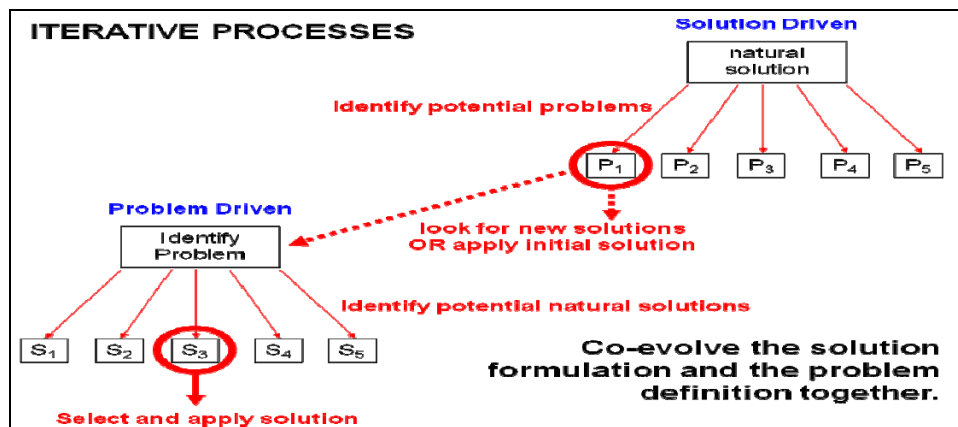 ITERATIVE PROCESSES
Solution Driven
natural
solution
Identify potential problems
P1 P2 P3 P4 P5
look for new solutions
OR apply initial solution
Problem Driven
Identify
Problem
Identify potential natural solutions
S1 S2 S3 S4 S5
Select and apply solution
Co-evolve the solution
formulation and the problem
definition together.